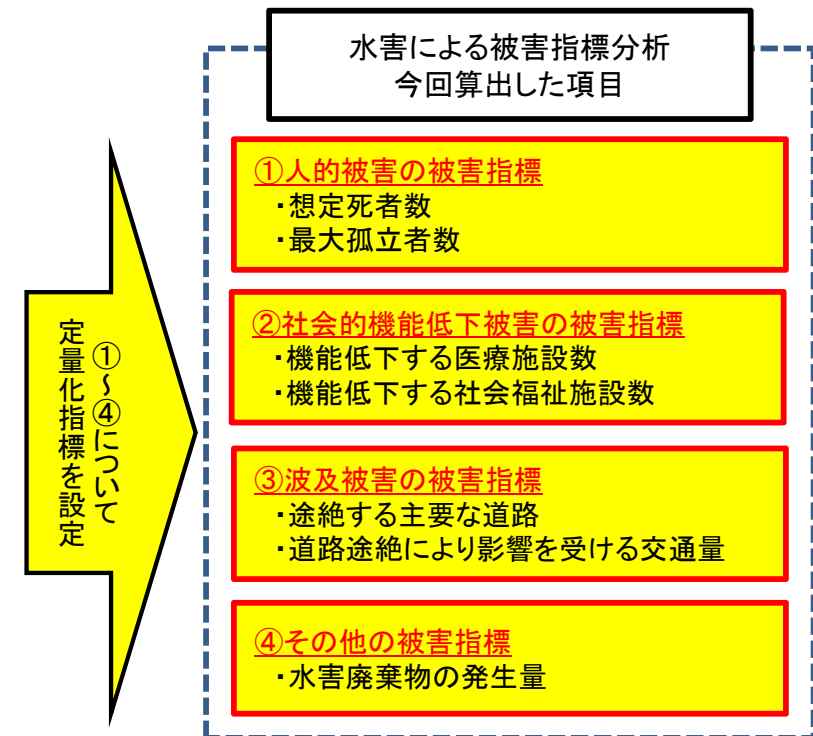 水害による被害指標分析
今回算出した項目
①～④について
定量化指標を設定
①人的被害の被害指標
・想定死者数
・最大孤立者数
②社会的機能低下被害の被害指標
・機能低下する医療施設数
・機能低下する社会福祉施設数
③波及被害の被害指標
・途絶する主要な道路
・道路途絶により影響を受ける交通量
④その他の被害指標
・水害廃棄物の発生量